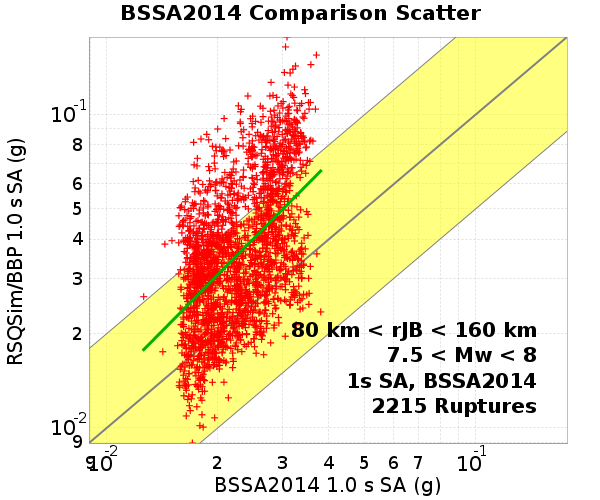 BSSA2014 Comparison Scatter
RSQSim/BBP 1.0 s SA (g)
10^-1
8
6
5
4
3
2
10^-2
9
80 km < rJB < 160 km
7.5 < Mw < 8
1s SA, BSSA2014
2215 Ruptures
9 10^-2 2 3 4 5 6 7 8 10^-1
BSSA2014 1.0 s SA (g)